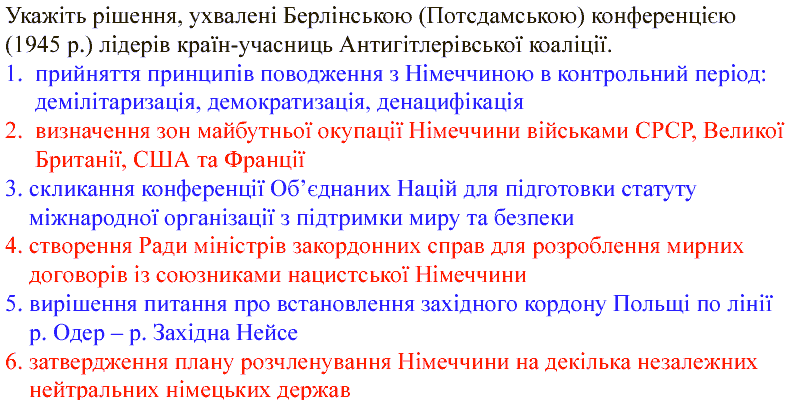 Укажіть рішення, ухвалені Берлінською (Потсдамською) конференцією
(1945 р.) лідерів країн-учасниць Антигітлерівської коаліції.
1. прийняття принципів поводження з Німеччиною в контрольний період:
демілітаризація, демократизація, денацифікація
2. визначення зон майбутньої окупації Німеччини військами СРСР, Великої
Британії, США та Франції
3. скликання конференції Об’єднаних Націй для підготовки статуту
міжнародної організації з підтримки миру та безпеки
4. створення Ради міністрів закордонних справ для розроблення мирних
договорів із союзниками нацистської Німеччини
5. вирішення питання про встановлення західного кордону Польщі по лінії
р. Одер – р. Західна Нейсе
6. затвердження плану розчленування Німеччини на декілька незалежних
нейтральних німецьких держав